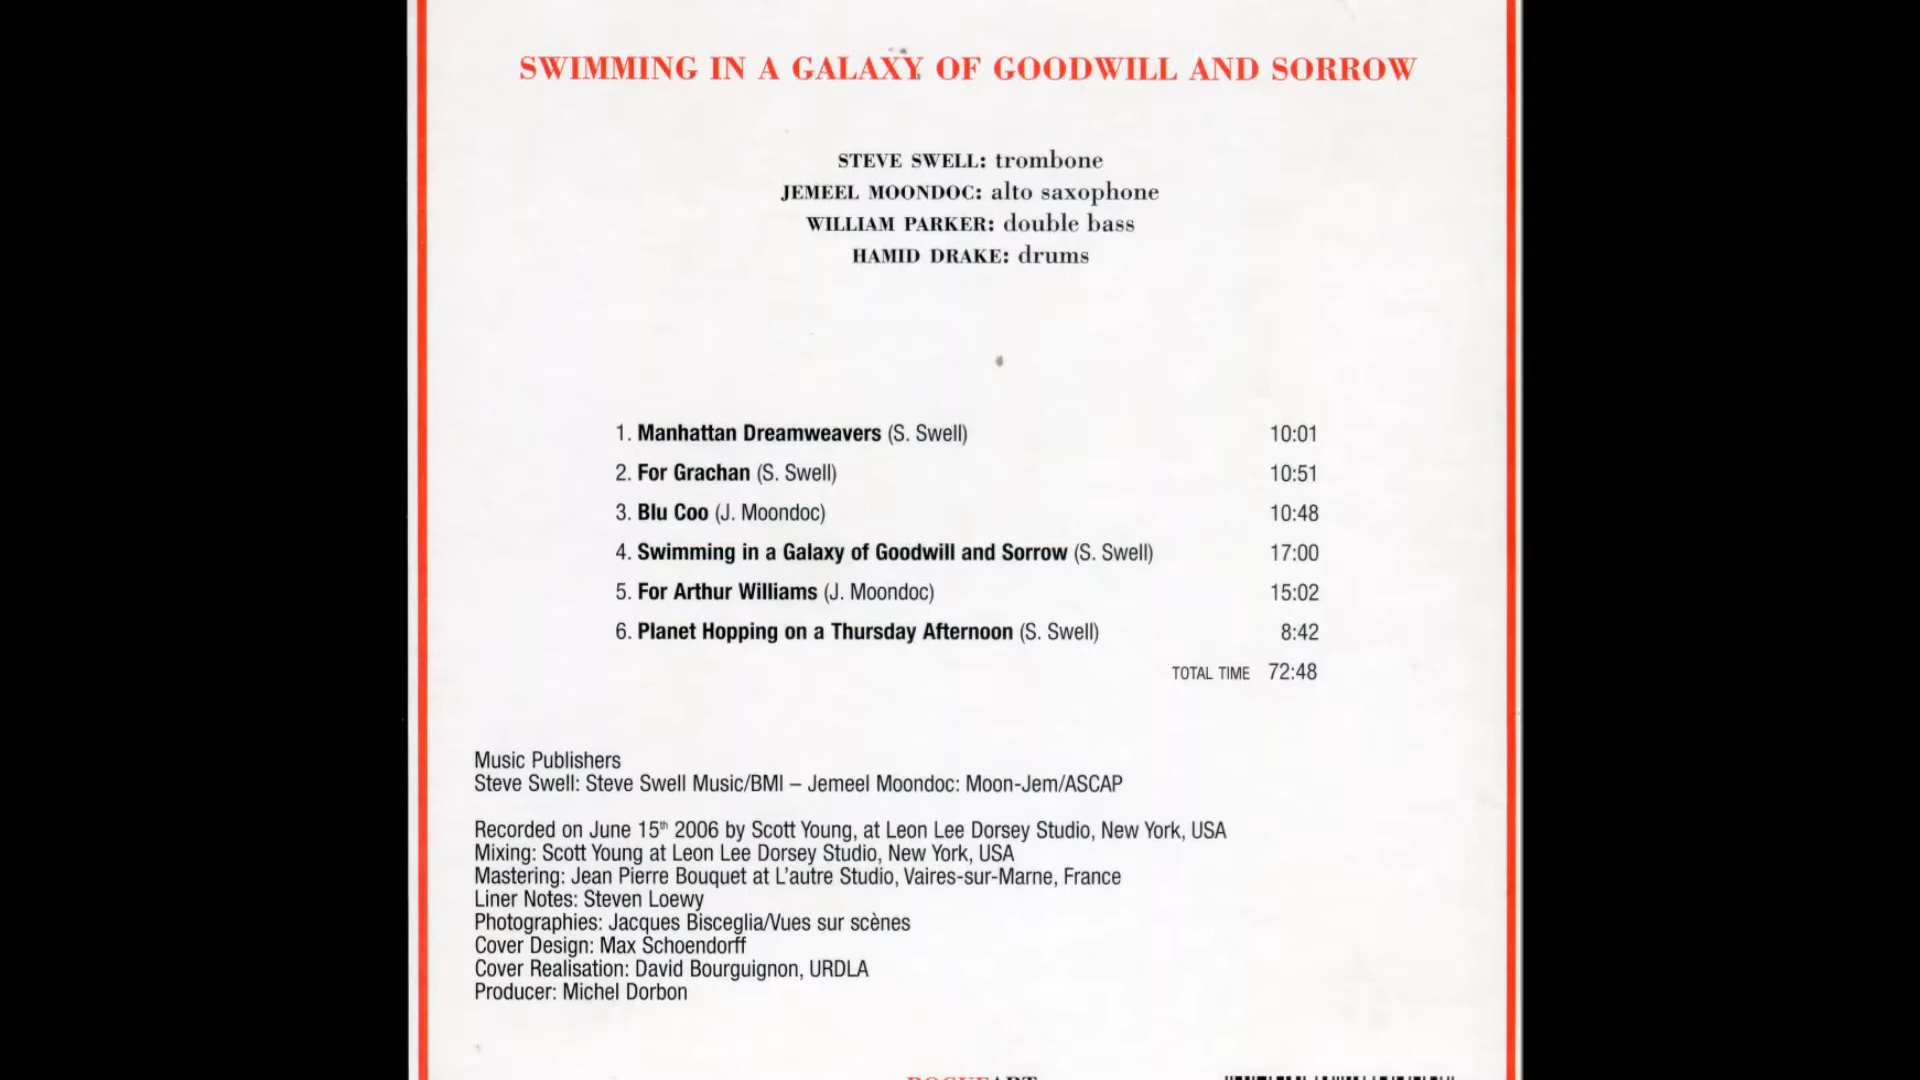 SWIMMING IN A GALAXY OF GOODWILL AND SORROW
STEVE SWELL: trombone
JEMEEL MOONDOC: alto saxophone
WILLIAM PARKER: double bass
HAMID DRAKE: drums
1. Manhattan Dreamweavers (S. Swell) 10:01
2. For Grachan (S. Swell) 10:51
3. Blu Coo (J. Moondoc) 10:48
4. Swimming in a Galaxy of Goodwill and Sorrow (S. Swell) 17:00
5. For Arthur Williams (J. Moondoc) 15:02
6. Planet Hopping on a Thursday Afternoon (S. Swell) 8:42
TOTAL TIME 72:48
Music Publishers
Steve Swell: Steve Swell Music/BMI – Jemeel Moondoc: Moon-Jem/ASCAP
Recorded on June 15th 2006 by Scott Young, at Leon Lee Dorsey Studio, New York, USA
Mixing: Scott Young at Leon Lee Dorsey Studio, New York, USA
Mastering: Jean Pierre Bouquet at L'autre Studio, Vaires-sur-Marne, France
Liner Notes: Steven Loewy
Photographies: Jacques Bisceglia/Vues sur scènes
Cover Design: Max Schoendorff
Cover Realisation: David Bourguignon, URDLA
Producer: Michel Dorbon